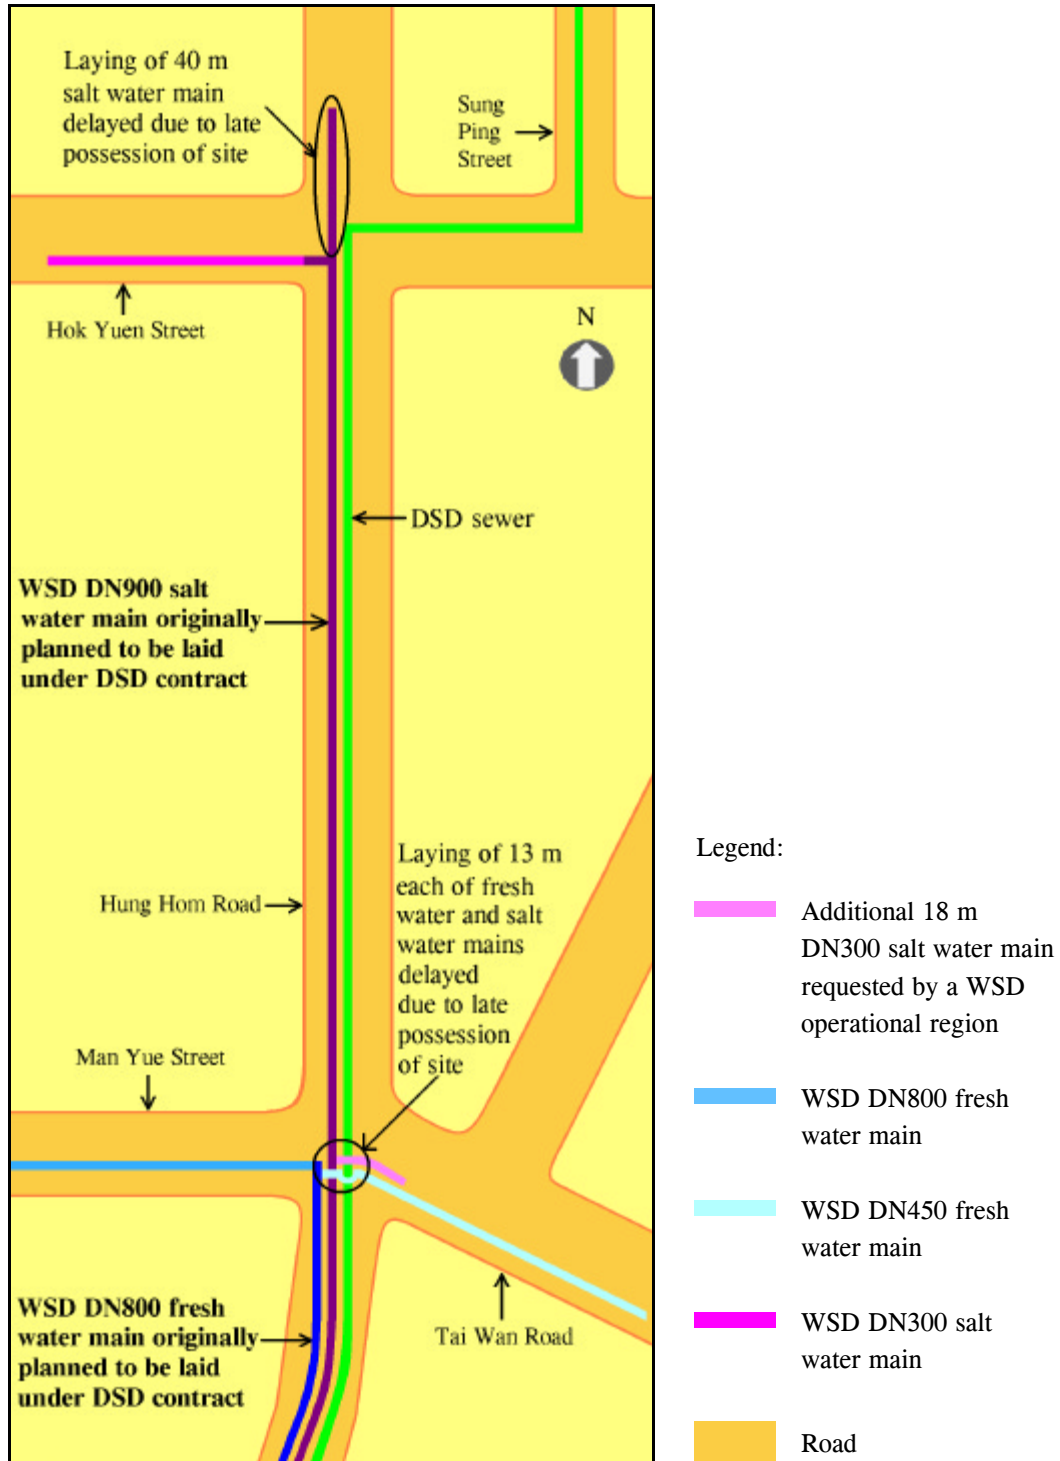 Laying of 40 m
salt water main
delayed due to late
possession of site
Sung
Ping
Street
Hok Yuen Street
N
DSD sewer
WSD DN900 salt
water main originally
planned to be laid
under DSD contract
Laying of 13 m
each of fresh
water and salt
water mains
delayed
due to late
possession
of site
Hung Hom Road
Man Yue Street
WSD DN800 fresh
water main originally
planned to be laid
under DSD contract
Tai Wan Road
Legend:
Additional 18 m
DN300 salt water main
requested by a WSD
operational region
WSD DN800 fresh
water main
WSD DN450 fresh
water main
WSD DN300 salt
water main
Road